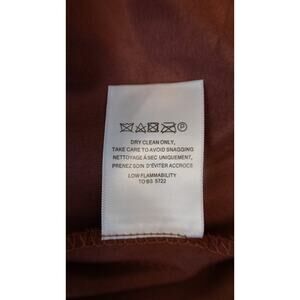 P
DRY CLEAN ONLY,
TAKE CARE TO AVOID SNAGGING
NETTOYAGE A SEC UNIQUEMENT,
PRENEZ SOIN D'ÉVITER ACCROCS
LOW FLAMMABILITY
TO BS 5722